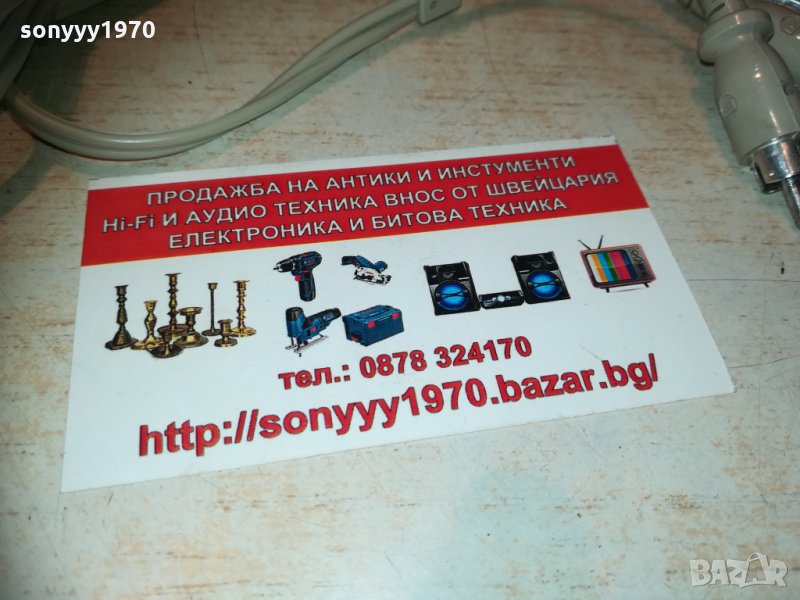 sonyyy1970
ПРОДАЖБА НА АНТИКИ И ИНСТУМЕНТИ
Hi-Fi И АУДИО ТЕХНИКА ВНОС ОТ ШВЕЙЦАРИЯ
ЕЛЕКТРОНИКА И БИТОВА ТЕХНИКА
тел.: 0878 324170
http://sonyyy1970.bazar.bg/
BAZAR